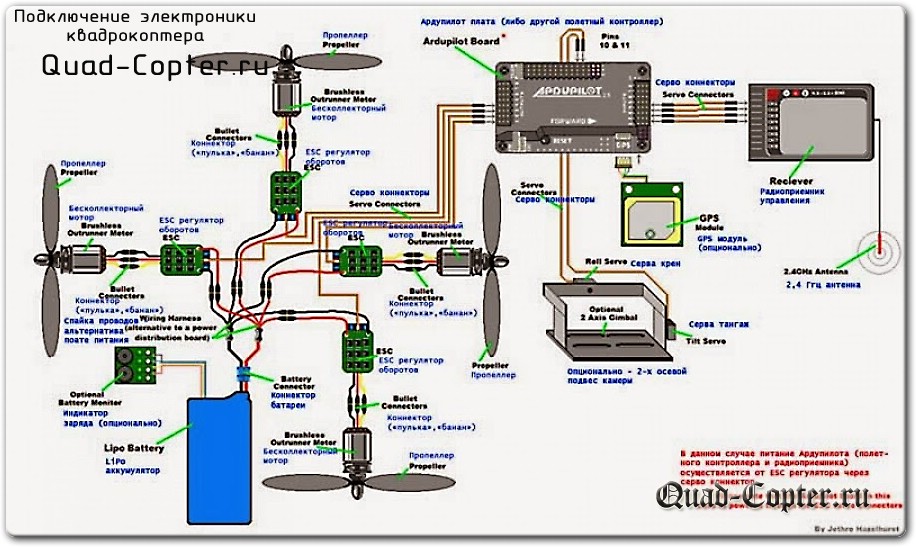 Подключение электроники
квадрокоптера
Quad-Copter.ru
Пропеллер
Propeller
Brushless
Outrunner Motor
Бесколлекторный
мотор
Bullet
Connectors
Коннектор
(«пулька»,«банан»)
ESC регулятор
оборотов
ESC
Ардупилот плата (либо другой полетный контроллер)
Ardupilot Board
Pins
10 & 11
ARDUPILOT
FORWARD
RESET
GPS
Серво коннекторы
Servo Connectors
Reciever
Радиоприемник
управления
2.4GHz Antenna
2,4 Ггц антенна
GPS
Module
GPS модуль
(опционально)
Servo
Connectors
Серво коннекторы
Серво коннекторы
Servo Connectors
Пропеллер
Propeller
Бесколлекторный
мотор
Brushless
Outrunner Motor
ESC регулятор
оборотов
ESC
Bullet
Connectors
Коннектор
(«пулька»,«банан»)
ESC регулятор
оборотов
ESC
Бесколлекторный
мотор
Brushless
Outrunner Motor
Bullet
Connectors
Коннектор
(«пулька»,«банан»)
Propeller
Пропеллер
Roll Servo
Серва крен
Optional
2 Axis Gimbal
Серва тангаж
Tilt Servo
Опционально - 2-х осевой
подвес камеры
Спайка проводов
альтернатива
поате питания
Wiring Harness
(alternative to a power
distribution board)
Optional
Battery Monitor
Индикатор
заряда (опционально)
Battery
Connector
Коннектор
батареи
Lipo Battery
LiPo
аккумулятор
ESC
ESC регулятор
оборотов
Bullet
Connectors
Коннектор
(«пулька»,«банан»)
Brushless
Outrunner Motor
Бесколлекторный
мотор
Пропеллер
Propeller
В данном случае питание Ардупилота (полет-
ного контроллера и радиоприемника)
осуществляется от ESC регулятора через
серво коннектор
Quad-Copter.ru
By Jethro Hazelhurst